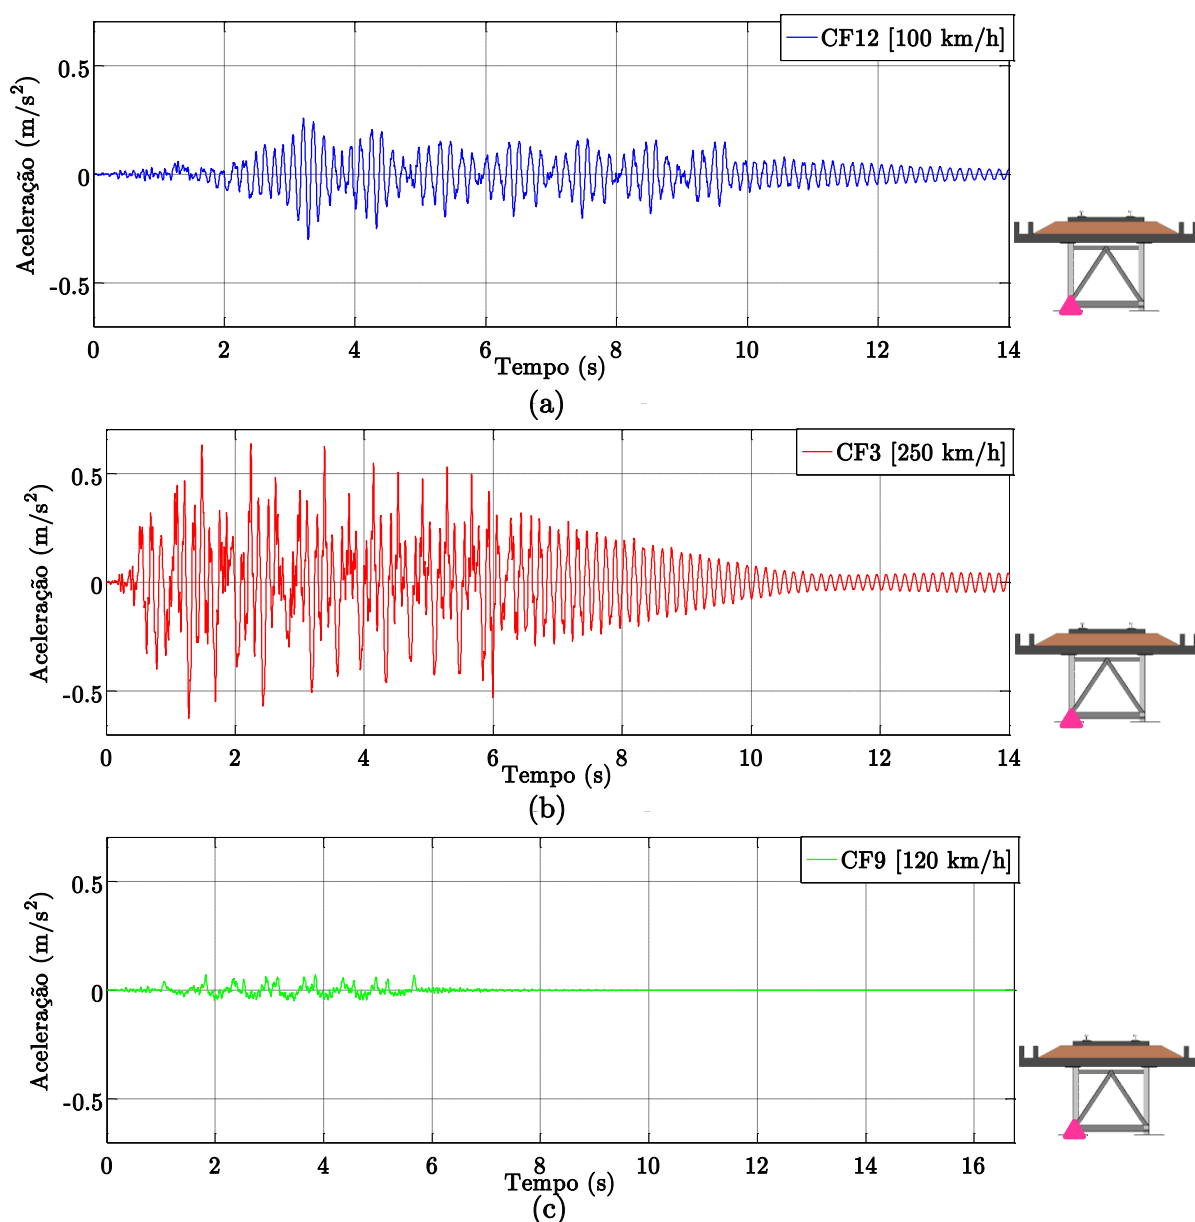 CF12 [100 km/h]
Aceleração (m/s²)
0.5
0
-0.5
0 2 4 6 8 10 12 14
Tempo (s)
(a)
CF3 [250 km/h]
Aceleração (m/s²)
0.5
0
-0.5
0 2 4 6 8 10 12 14
Tempo (s)
(b)
CF9 [120 km/h]
Aceleração (m/s²)
0.5
0
-0.5
0 2 4 6 8 10 12 14 16
Tempo (s)
(c)